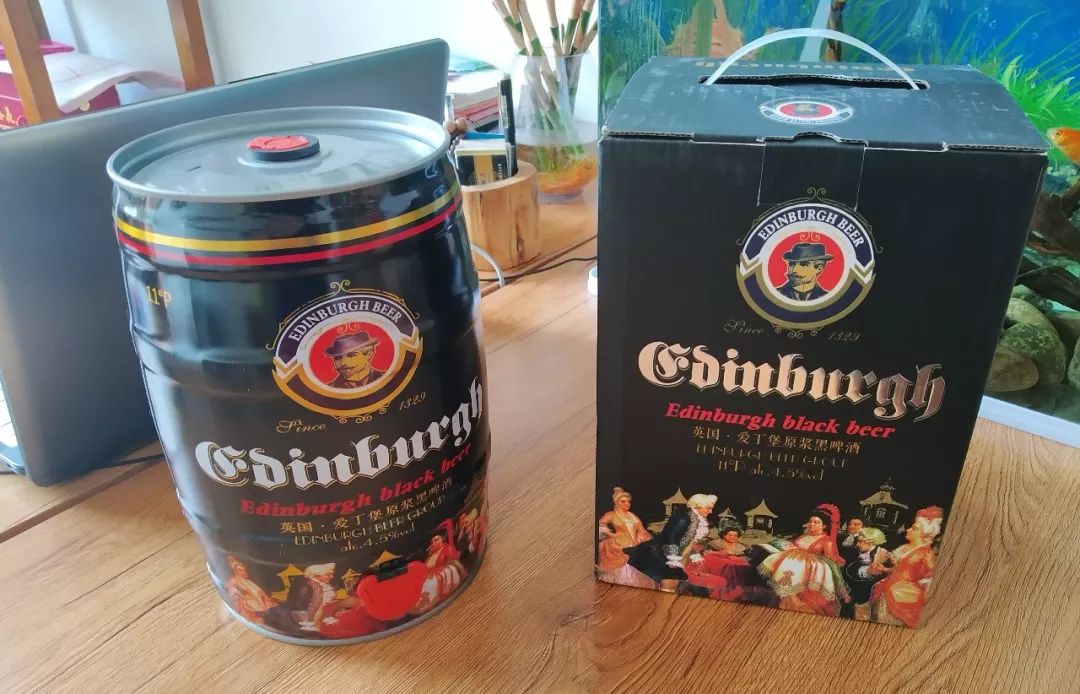 11°P
EDINBURGH BEER
Since 1329
Edinburgh
Edinburgh black beer
英国·爱丁堡原浆黑啤酒
EDINBURGH BEER GROUP
alc.4.5%vol
EDINBURGH BEER
Since 1329
Edinburgh
Edinburgh black beer
英国·爱丁堡原浆黑啤酒
EDINBURGH BEER GROUP
11°P alc.4.5%vol